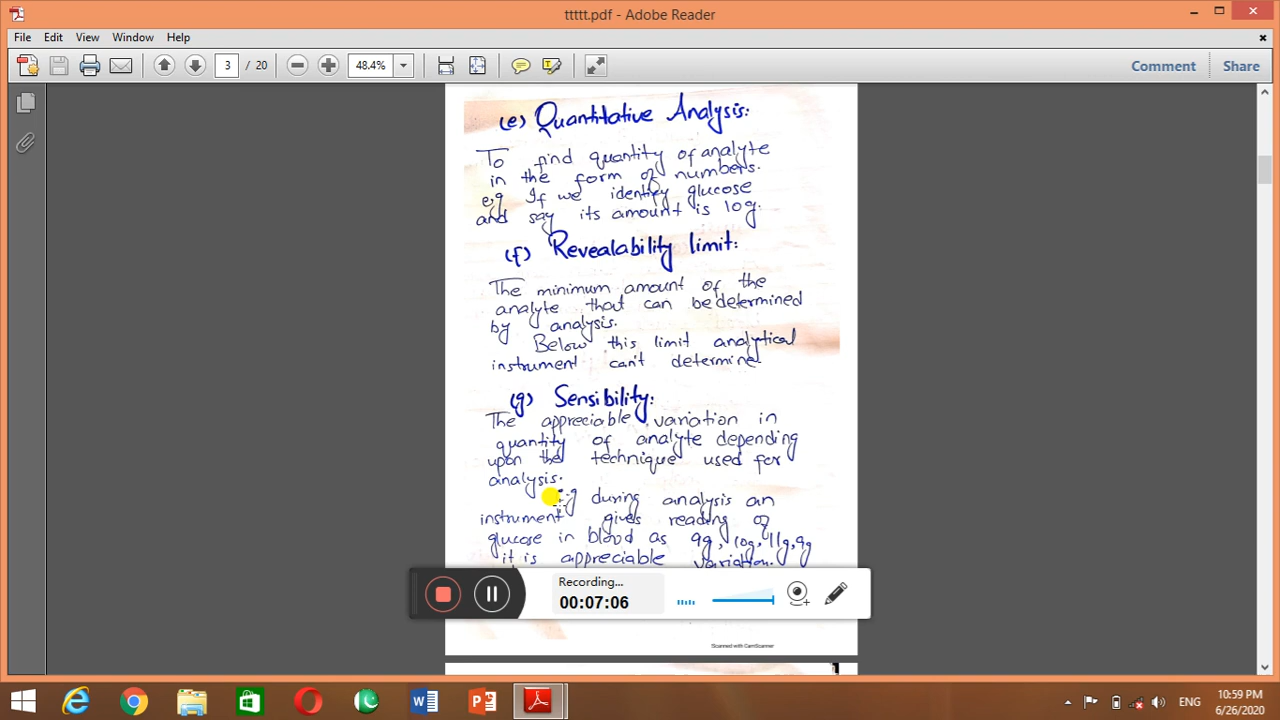 ttttt.pdf - Adobe Reader
File Edit View Window Help
3 / 20 48.4% Comment Share
(e) Quantitative Analysis:
To find quantity of analyte
in the form of numbers.
e.g If we identify glucose
and say its amount is 10g.
(f) Revealability limit:
The minimum amount of the
analyte that can be determined
by analysis.
Below this limit analytical
instrument can't determine.
(g) Sensibility:
The appreciable variation in
quantity of analyte depending
upon the technique used for
analysis.
E.g during analysis an
instrument gives reading of
glucose in blood as 9g, 10g, 11g, 9g
it is appreciable variation.
Recording...
00:07:06
Scanned with CamScanner
ENG
10:59 PM
6/26/2020